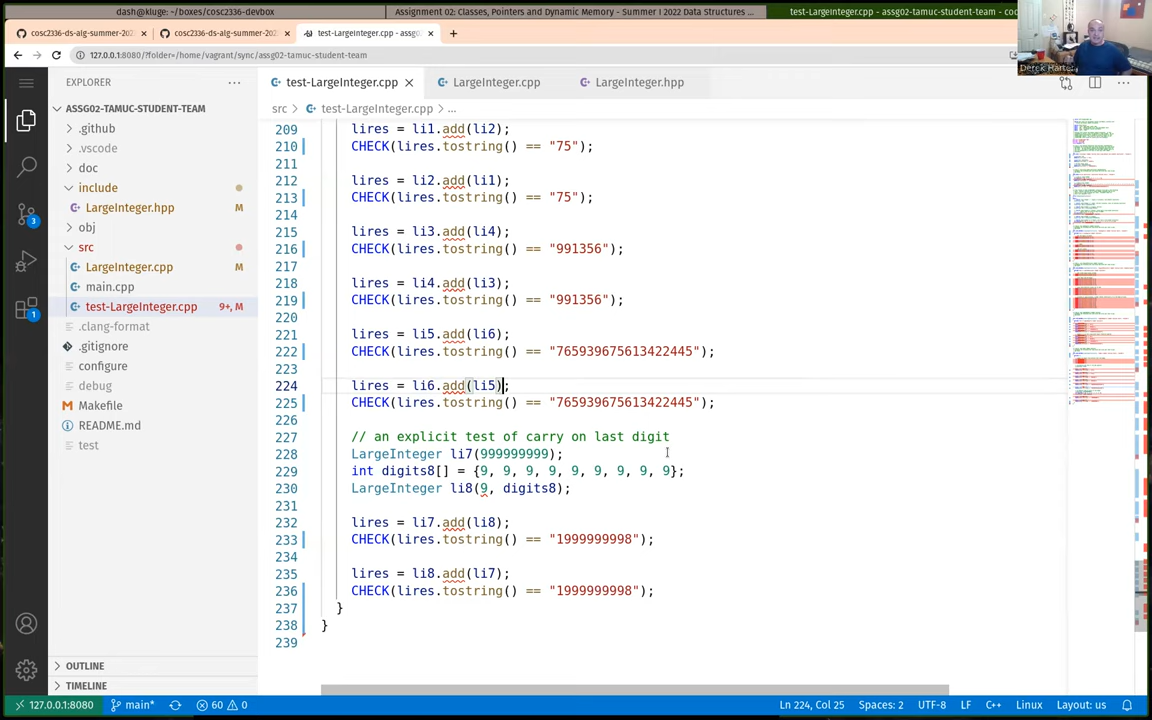 dash@kluge: ~/boxes/cosc2336-devbox
Assignment 02: Classes, Pointers and Dynamic Memory - Summer I 2022 Data Structures ...
test-LargeInteger.cpp - assg02-tamuc-student-team - cod
cosc2336-ds-alg-summer-202
cosc2336-ds-alg-summer-202
test-LargeInteger.cpp - assg
127.0.0.1:8080/?folder=/home/vagrant/sync/assg02-tamuc-student-team
EXPLORER
ASSG02-TAMUC-STUDENT-TEAM
.github
.vscode
doc
include
LargeInteger.hpp M
obj
src
LargeInteger.cpp M
main.cpp
test-LargeInteger.cpp 9+, M
.clang-format
.gitignore
configure
debug
Makefile
README.md
test
OUTLINE
TIMELINE
3
1
test-LargeInteger.cpp
LargeInteger.cpp
LargeInteger.hpp
src > test-LargeInteger.cpp > ...
209 lires = li1.add(li2);
210 CHECK(lires.tostring() == "75");
211
212 lires = li2.add(li1);
213 CHECK(lires.tostring() == "75");
214
215 lires = li3.add(li4);
216 CHECK(lires.tostring() == "991356");
217
218 lires = li4.add(li3);
219 CHECK(lires.tostring() == "991356");
220
221 lires = li5.add(li6);
222 CHECK(lires.tostring() == "765939675613422445");
223
224 lires = li6.add(li5);
225 CHECK(lires.tostring() == "765939675613422445");
226
227 // an explicit test of carry on last digit
228 LargeInteger li7(999999999);
229 int digits8[] = {9, 9, 9, 9, 9, 9, 9, 9, 9};
230 LargeInteger li8(9, digits8);
231
232 lires = li7.add(li8);
233 CHECK(lires.tostring() == "1999999998");
234
235 lires = li8.add(li7);
236 CHECK(lires.tostring() == "1999999998");
237 }
238 }
239
127.0.0.1:8080 main* 60 0 Ln 224, Col 25 Spaces: 2 UTF-8 LF C++ Linux Layout: us